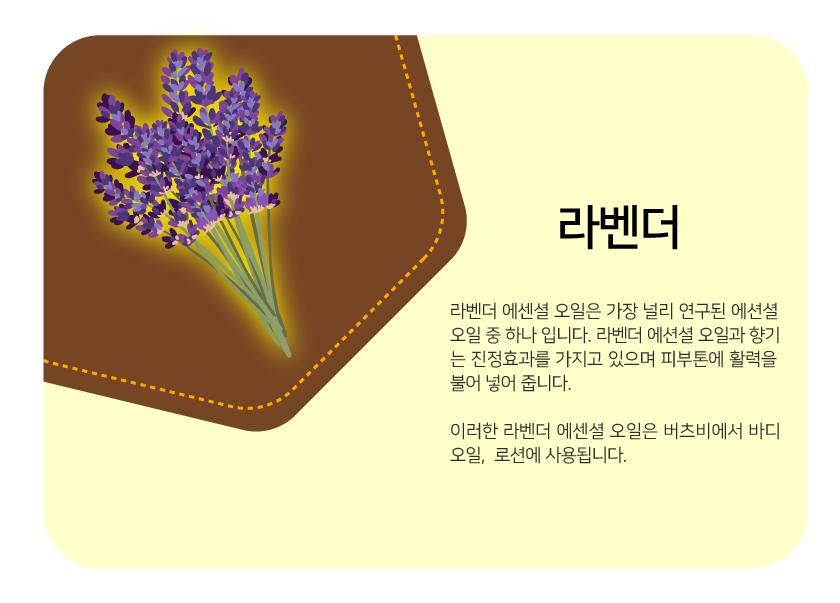 라벤더
라벤더 에센셜 오일은 가장 널리 연구된 에션셜
오일 중 하나 입니다. 라벤더 에션셜 오일과 향기
는 진정효과를 가지고 있으며 피부톤에 활력을
불어 넣어 줍니다.
이러한 라벤더 에센셜 오일은 버츠비에서 바디
오일,  로션에 사용됩니다.